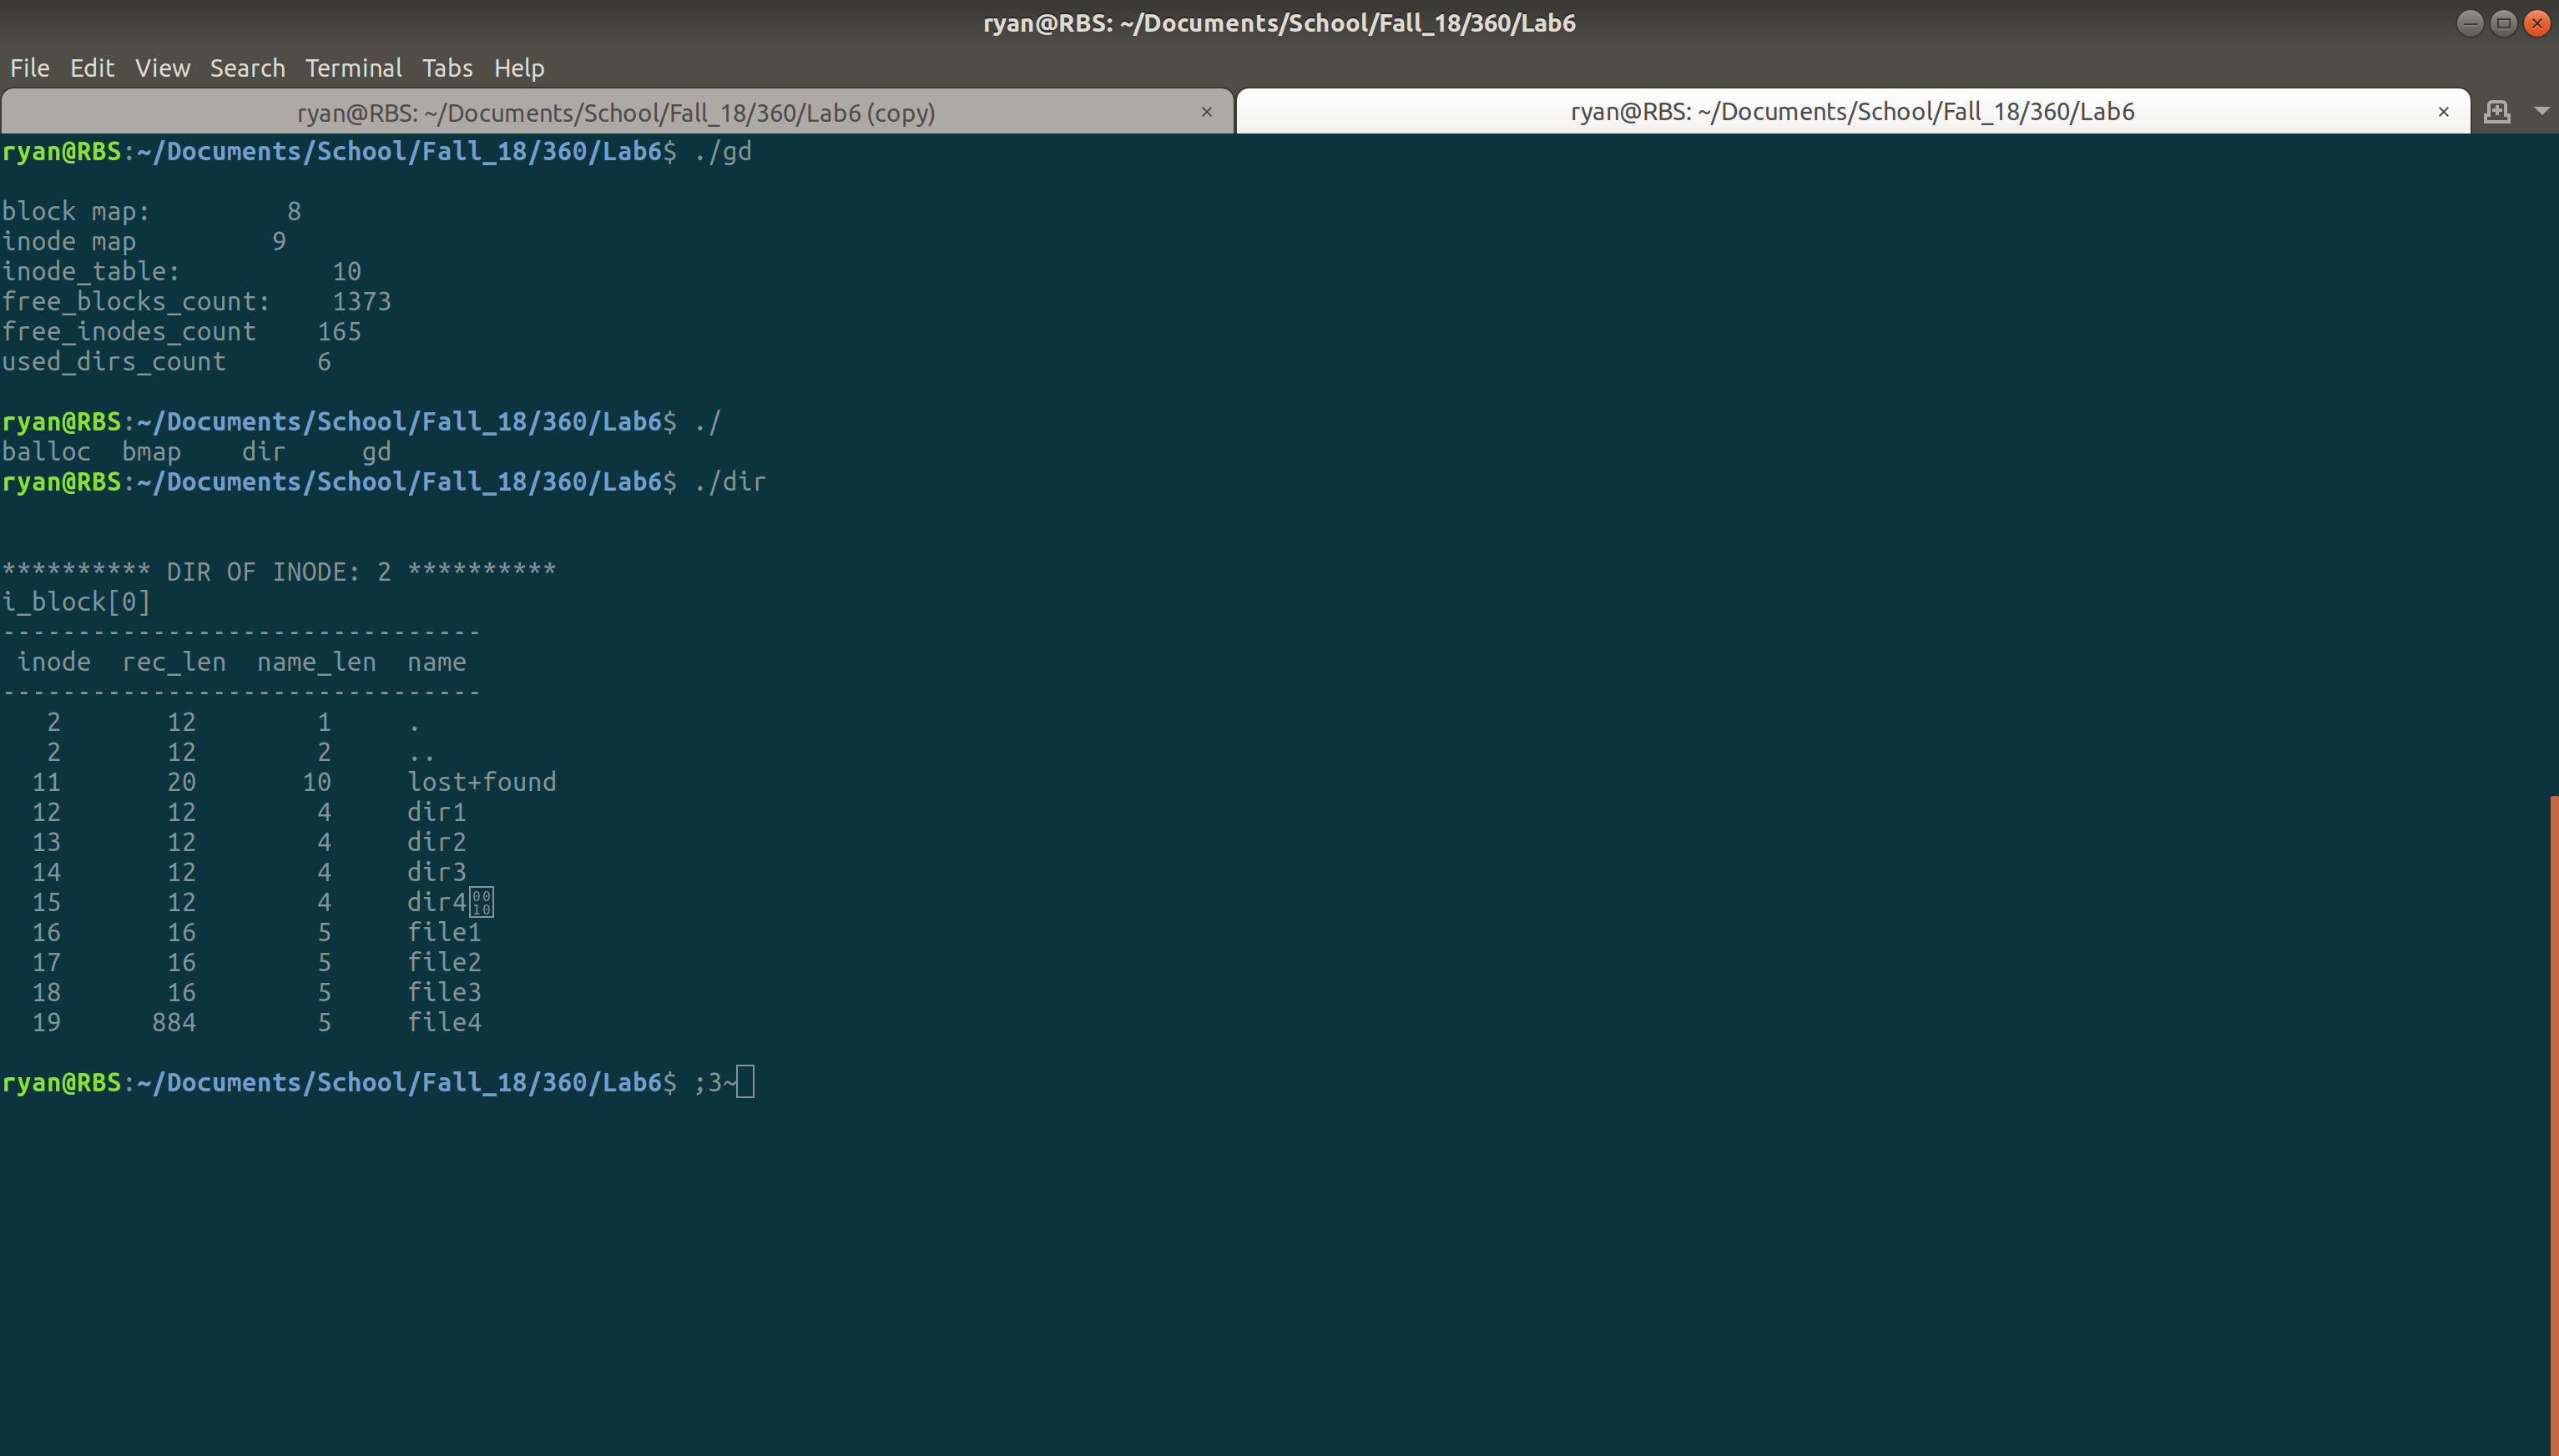 ryan@RBS: ~/Documents/School/Fall_18/360/Lab6
File Edit View Search Terminal Tabs Help
ryan@RBS: ~/Documents/School/Fall_18/360/Lab6 (copy) × ryan@RBS: ~/Documents/School/Fall_18/360/Lab6 ×
ryan@RBS:~/Documents/School/Fall_18/360/Lab6$ ./gd
block map:         8
inode map         9
inode_table:          10
free_blocks_count:    1373
free_inodes_count    165
used_dirs_count      6
ryan@RBS:~/Documents/School/Fall_18/360/Lab6$ ./
balloc  bmap    dir     gd
ryan@RBS:~/Documents/School/Fall_18/360/Lab6$ ./dir
********** DIR OF INODE: 2 **********
i_block[0]
--------------------------------
 inode  rec_len  name_len  name
--------------------------------
   2       12        1     .
   2       12        2     ..
  11       20       10     lost+found
  12       12        4     dir1
  13       12        4     dir2
  14       12        4     dir3
  15       12        4     dir4
  16       16        5     file1
  17       16        5     file2
  18       16        5     file3
  19      884        5     file4
ryan@RBS:~/Documents/School/Fall_18/360/Lab6$ ;3~